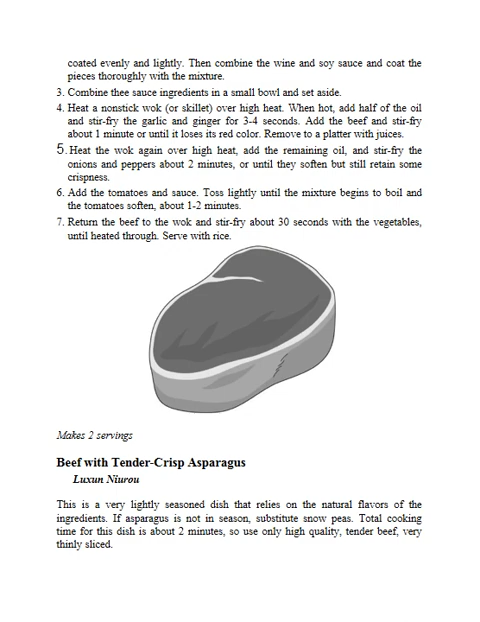 coated evenly and lightly. Then combine the wine and soy sauce and coat the
pieces thoroughly with the mixture.
3. Combine thee sauce ingredients in a small bowl and set aside.
4. Heat a nonstick wok (or skillet) over high heat. When hot, add half of the oil
and stir-fry the garlic and ginger for 3-4 seconds. Add the beef and stir-fry
about 1 minute or until it loses its red color. Remove to a platter with juices.
5. Heat the wok again over high heat, add the remaining oil, and stir-fry the
onions and peppers about 2 minutes, or until they soften but still retain some
crispness.
6. Add the tomatoes and sauce. Toss lightly until the mixture begins to boil and
the tomatoes soften, about 1-2 minutes.
7. Return the beef to the wok and stir-fry about 30 seconds with the vegetables,
until heated through. Serve with rice.
Makes 2 servings
Beef with Tender-Crisp Asparagus
Luxun Niurou
This is a very lightly seasoned dish that relies on the natural flavors of the
ingredients. If asparagus is not in season, substitute snow peas. Total cooking
time for this dish is about 2 minutes, so use only high quality, tender beef, very
thinly sliced.